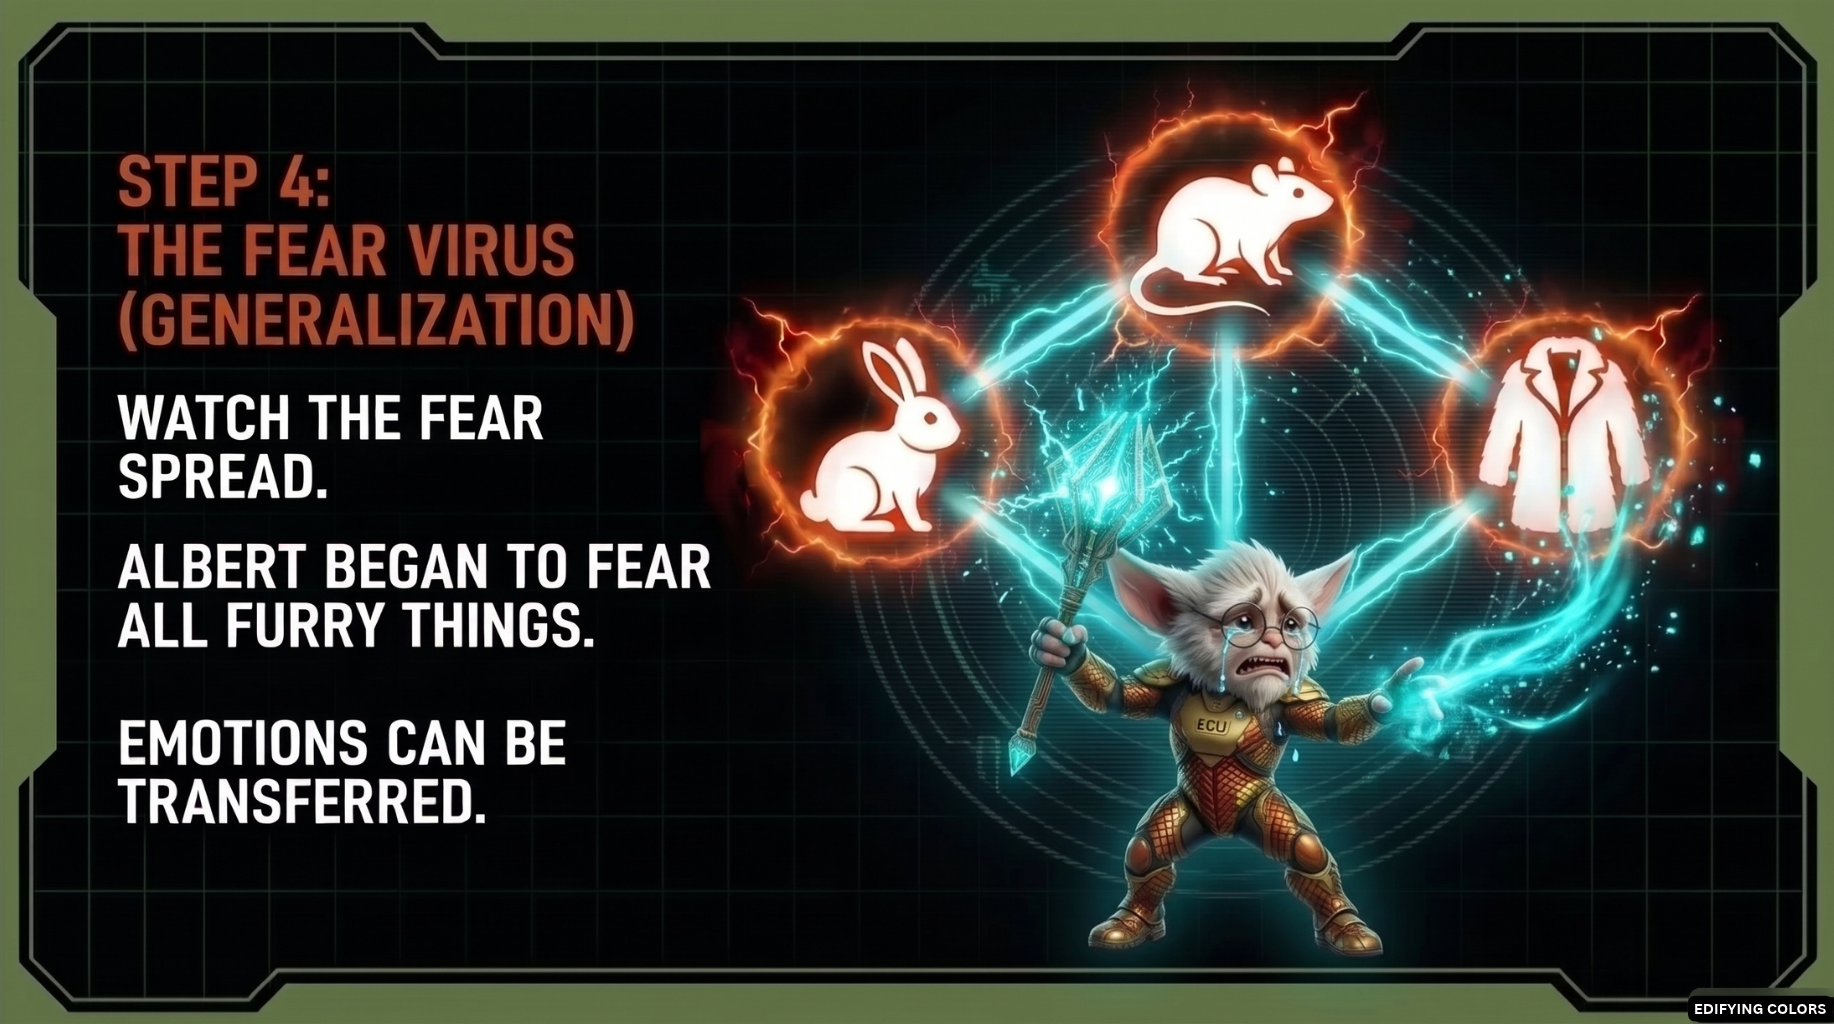 STEP 4:
THE FEAR VIRUS
(GENERALIZATION)
WATCH THE FEAR
SPREAD.
ALBERT BEGAN TO FEAR
ALL FURRY THINGS.
EMOTIONS CAN BE
TRANSFERRED.
ECU
EDIFYING COLORS